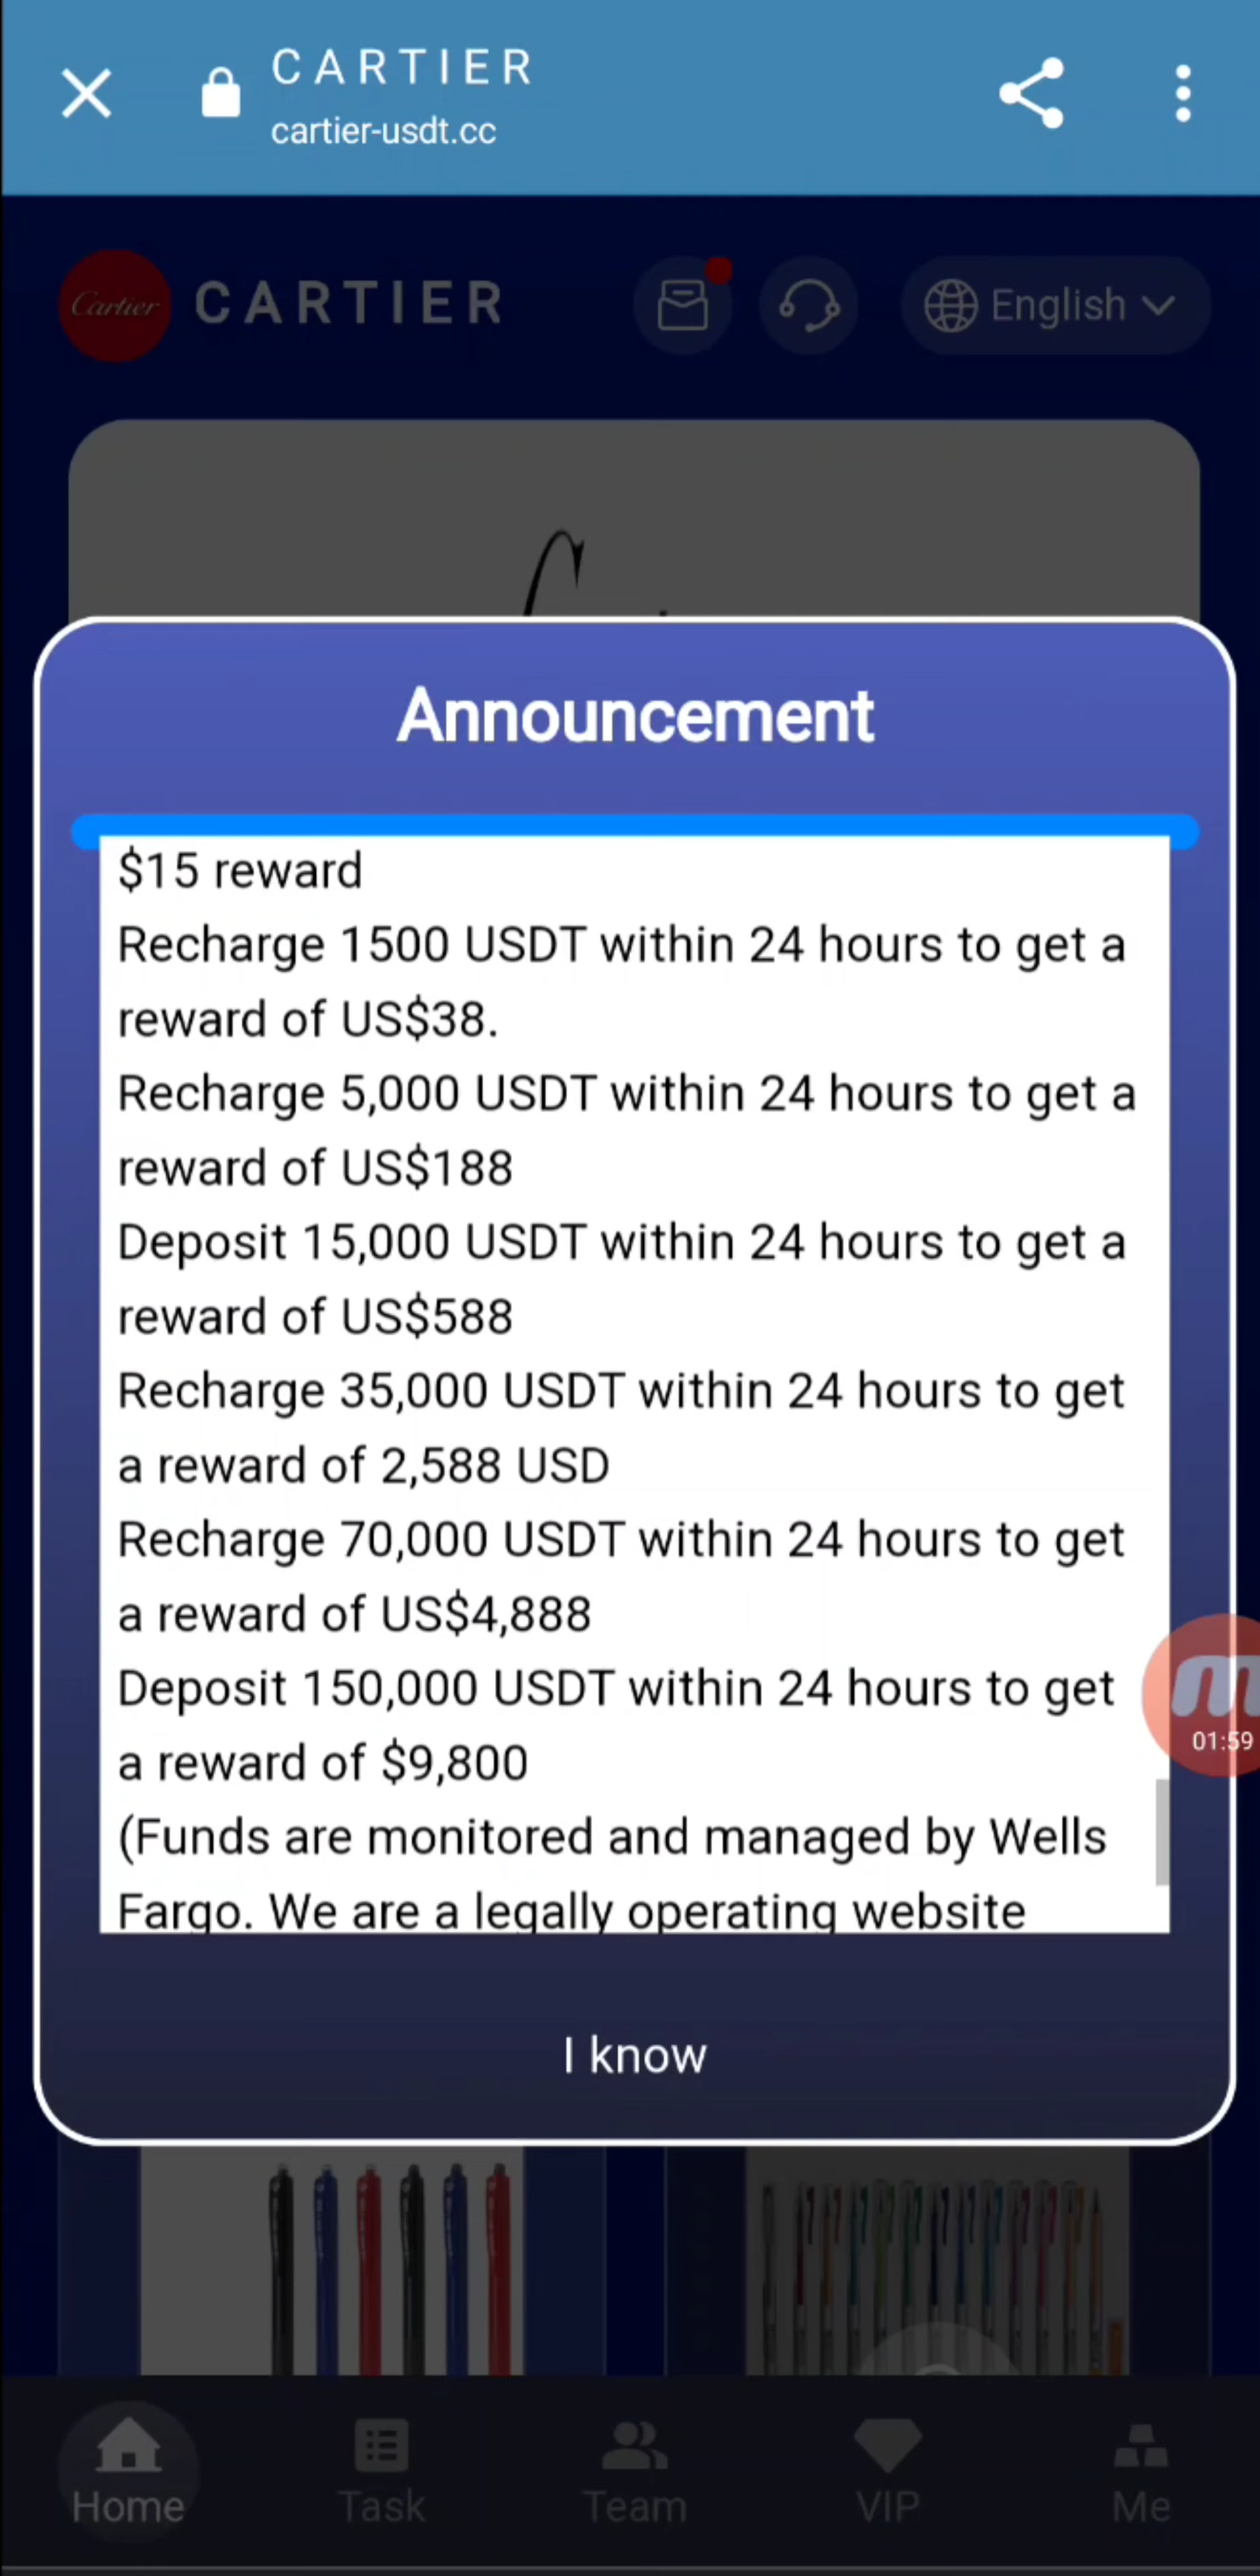 CARTIER
cartier-usdt.cc
Cartier
CARTIER
English
Announcement
$15 reward
Recharge 1500 USDT within 24 hours to get a
reward of US$38.
Recharge 5,000 USDT within 24 hours to get a
reward of US$188
Deposit 15,000 USDT within 24 hours to get a
reward of US$588
Recharge 35,000 USDT within 24 hours to get
a reward of 2,588 USD
Recharge 70,000 USDT within 24 hours to get
a reward of US$4,888
Deposit 150,000 USDT within 24 hours to get
a reward of $9,800
(Funds are monitored and managed by Wells
Fargo. We are a legally operating website
01:59
I know
Home
Task
Team
VIP
Me